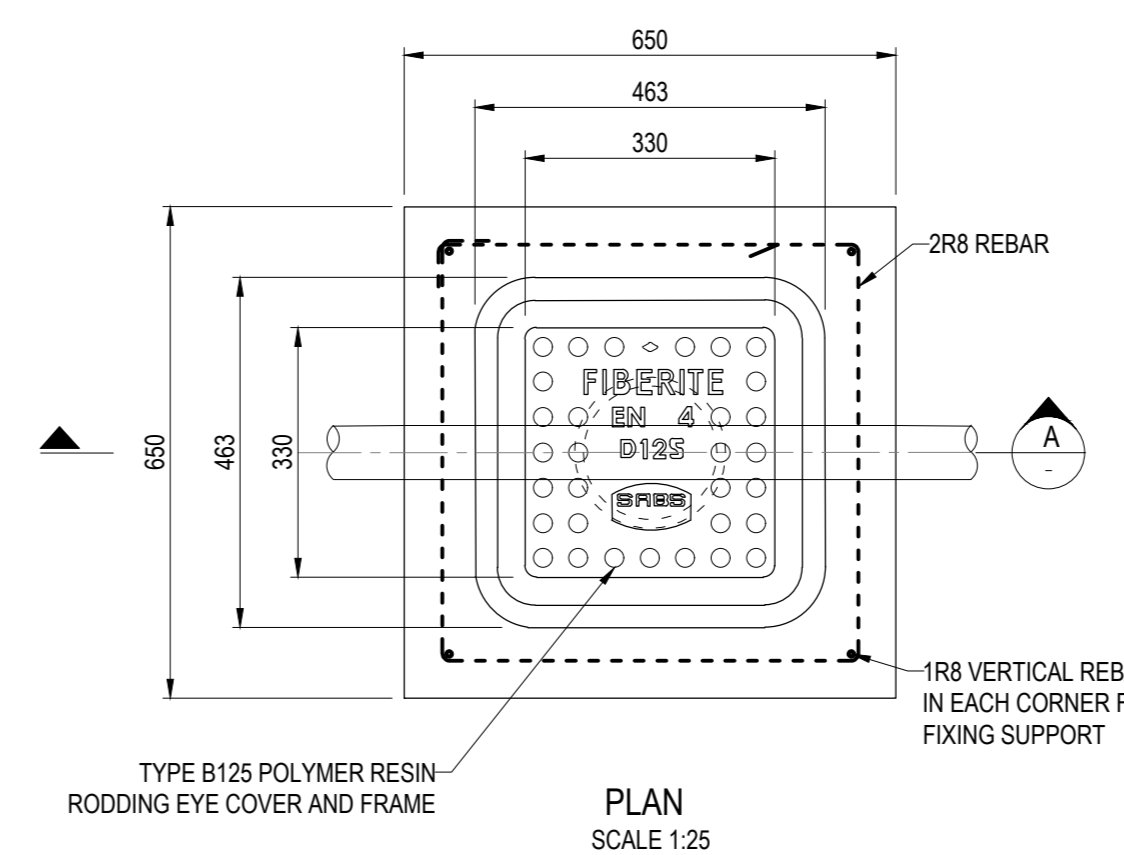 650
463
330
2R8 REBAR
650
463
330
FIBERITE
EN 4
D125
SABS
A
-
1R8 VERTICAL REB
IN EACH CORNER F
FIXING SUPPORT
TYPE B125 POLYMER RESIN
RODDING EYE COVER AND FRAME
PLAN
SCALE 1:25